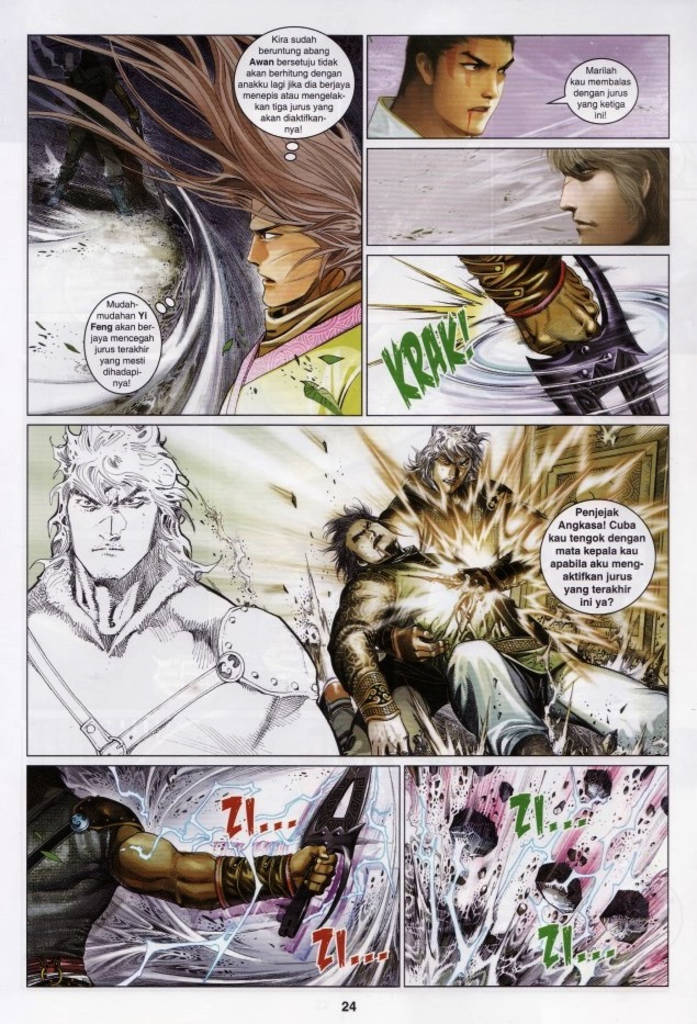 Kira sudah
beruntung abang
Awan bersetuju tidak
akan berhitung dengan
anakku lagi jika dia berjaya
menepis atau mengelak-
kan tiga jurus yang
akan diaktifkan-
nya!
Mudah-
mudahan Yi
Feng akan ber-
jaya mencegah
jurus terakhir
yang mesti
dihadapi-
nya!
Marilah
kau membalas
dengan jurus
yang ketiga
ini!
KRAK!
Penjejak
Angkasa! Cuba
kau tengok dengan
mata kepala kau
apabila aku meng-
aktifkan jurus
yang terakhir
ini ya?
ZI...
ZI...
ZI...
ZI...
24